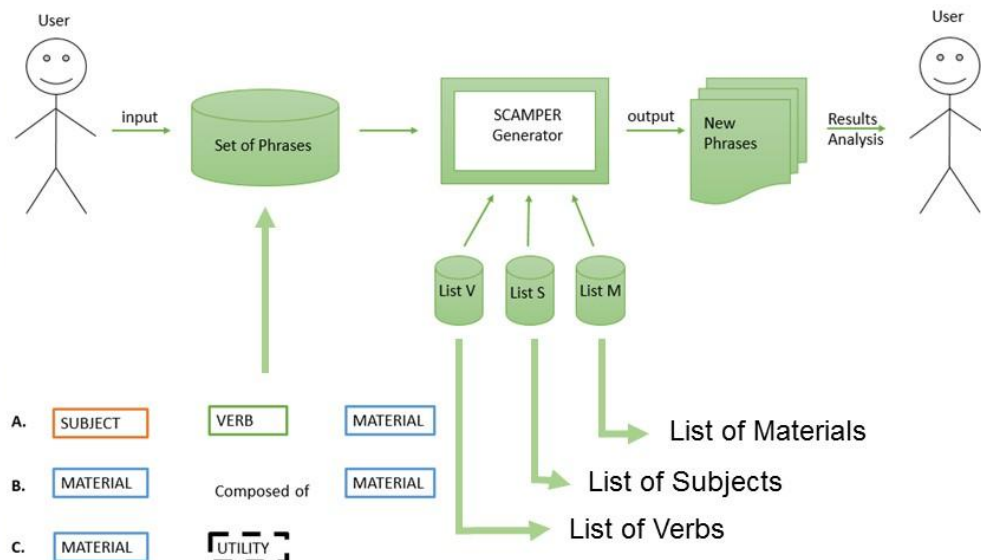 User
User
input
Set of Phrases
SCAMPER
Generator
output
New
Phrases
Results
Analysis
List V
List S
List M
A.
SUBJECT
VERB
MATERIAL
B.
MATERIAL
Composed of
MATERIAL
C.
MATERIAL
UTILITY
List of Materials
List of Subjects
List of Verbs